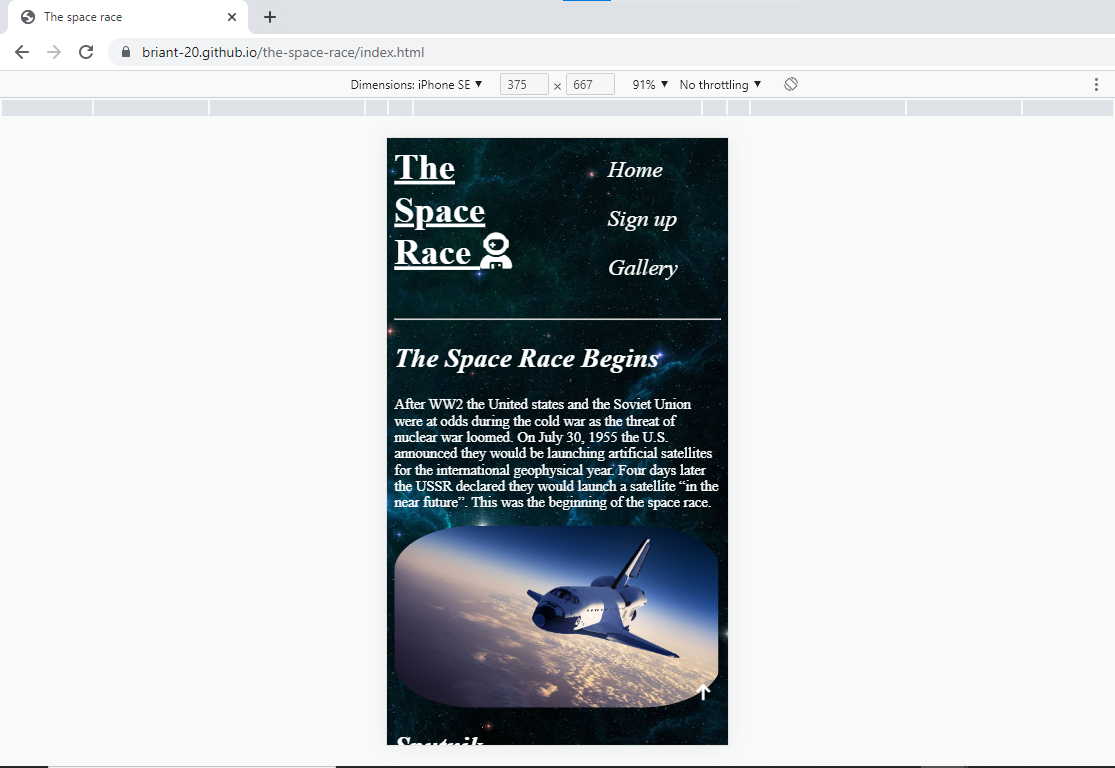 The space race
briant-20.github.io/the-space-race/index.html
Dimensions: iPhone SE ▼ 375 × 667 91% ▼ No throttling ▼
The
Space
Race
Home
Sign up
Gallery
The Space Race Begins
After WW2 the United states and the Soviet Union
were at odds during the cold war as the threat of
nuclear war loomed. On July 30, 1955 the U.S.
announced they would be launching artificial satellites
for the international geophysical year. Four days later
the USSR declared they would launch a satellite “in the
near future”. This was the beginning of the space race.
Sputnik